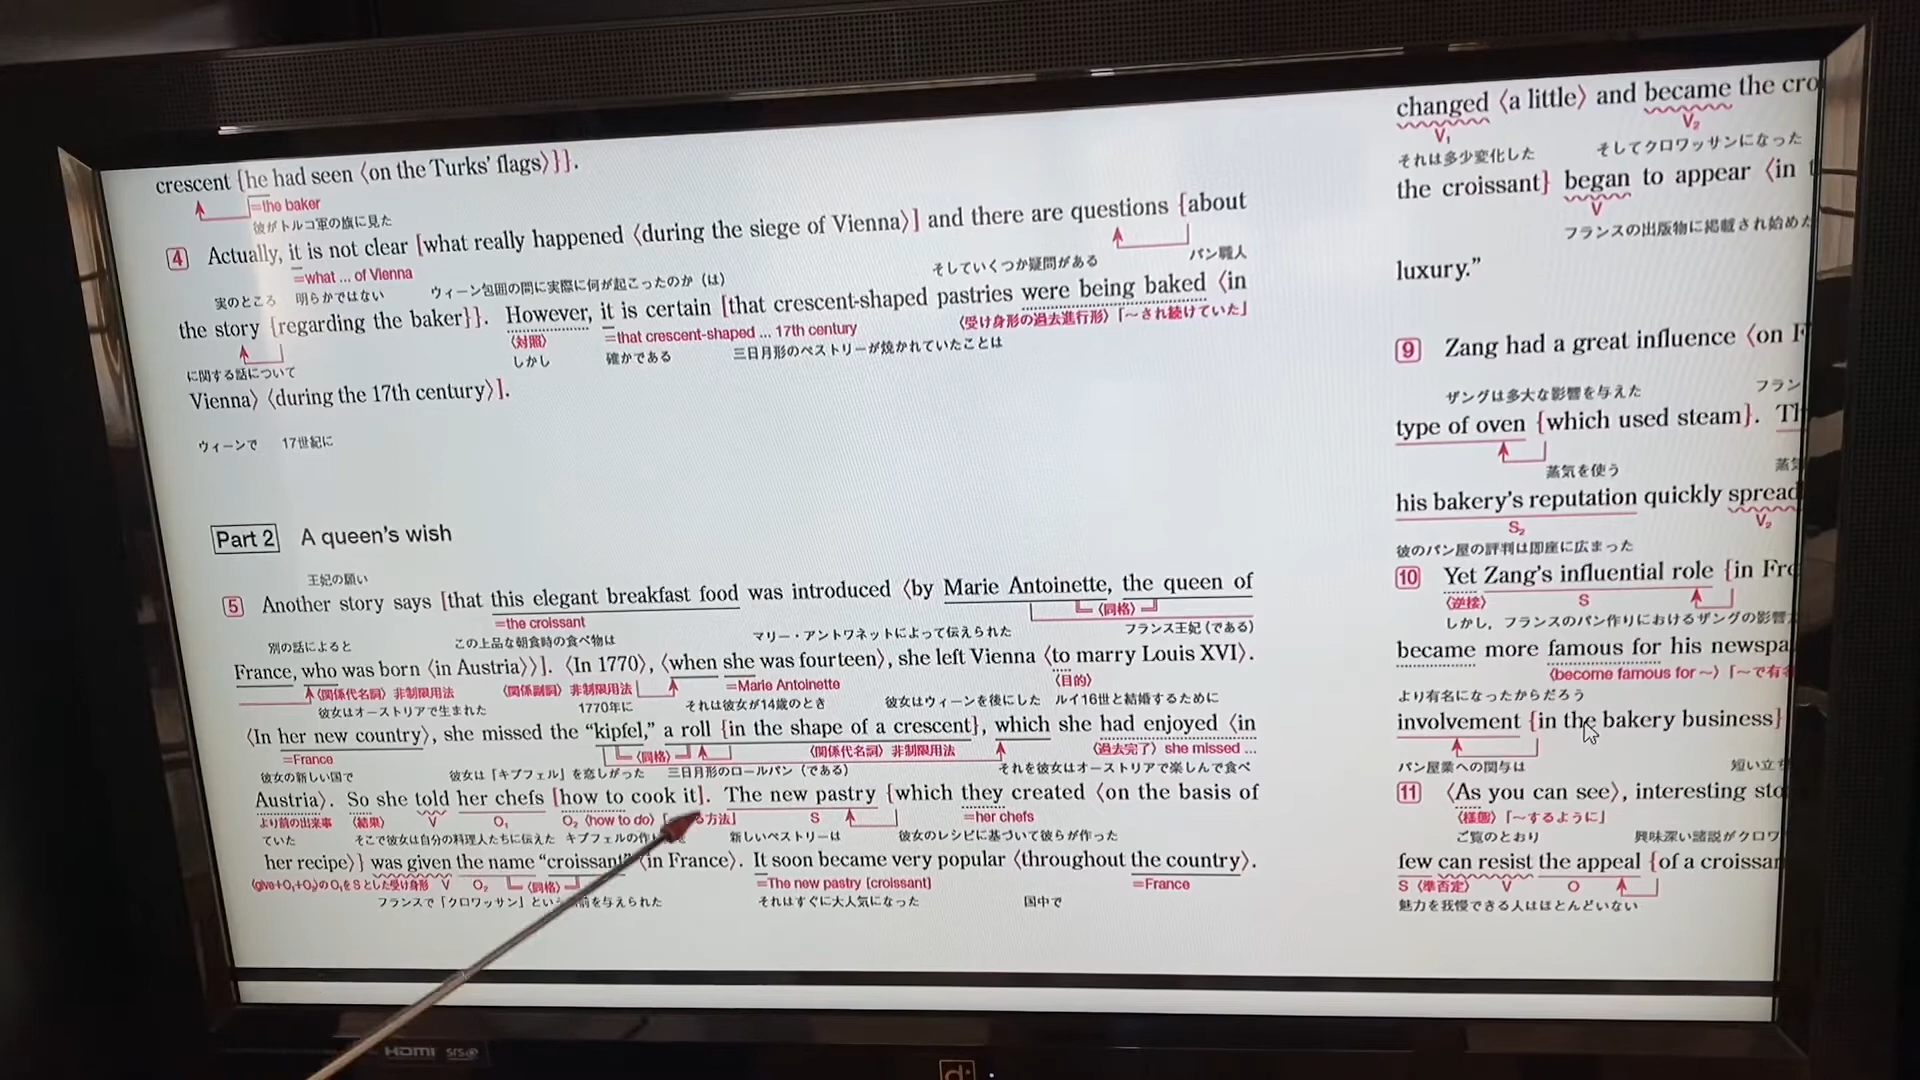 crescent {he had seen 〈on the Turks' flags〉}}.
=the baker
彼がトルコ軍の旗に見た
4 Actually, it is not clear [what really happened 〈during the siege of Vienna〉] and there are questions {about
=what ... of Vienna
実のところ 明らかではない ウィーン包囲の間に実際に何が起こったのか（は） そしていくつか疑問がある パン職人
the story {regarding the baker}}. However, it is certain [that crescent-shaped pastries were being baked 〈in
〈対照〉 =that crescent-shaped ... 17th century 〈受け身形の過去進行形〉「～され続けていた」
に関する話について しかし 確かである 三日月形のペストリーが焼かれていたことは
Vienna〉 〈during the 17th century〉].
ウィーンで 17世紀に
Part 2 A queen's wish
王妃の願い
5 Another story says [that this elegant breakfast food was introduced 〈by Marie Antoinette, the queen of
=the croissant 〈同格〉
別の話によると この上品な朝食時の食べ物は マリー・アントワネットによって伝えられた フランス王妃（である）
France, who was born 〈in Austria〉〉]. 〈In 1770〉, 〈when she was fourteen〉, she left Vienna 〈to marry Louis XVI〉.
〈関係代名詞〉非制限用法 〈関係副詞〉非制限用法 =Marie Antoinette 〈目的〉
彼女はオーストリアで生まれた 1770年に それは彼女が14歳のとき 彼女はウィーンを後にした ルイ16世と結婚するために
〈In her new country〉, she missed the “kipfel,” a roll {in the shape of a crescent}, which she had enjoyed 〈in
=France 〈同格〉 〈関係代名詞〉非制限用法 〈過去完了〉she missed ...
彼女の新しい国で 彼女は「キプフェル」を恋しがった 三日月形のロールパン（である） それを彼女はオーストリアで楽しんで食べ
Austria〉. So she told her chefs [how to cook it]. The new pastry {which they created 〈on the basis of
より前の出来事 〈結果〉 V O₁ O₂〈how to do〉 る方法」 S =her chefs
ていた そこで彼女は自分の料理人たちに伝えた キプフェルの作り 新しいペストリーは 彼女のレシピに基づいて彼らが作った
her recipe〉} was given the name “croissant” 〈in France〉. It soon became very popular 〈throughout the country〉.
〈give+O₁+O₂〉のO₁をSとした受け身形 V O₂ 〈同格〉 =The new pastry [croissant] =France
フランスで「クロワッサン」とい 前を与えられた それはすぐに大人気になった 国中で
changed 〈a little〉 and became the cro
V₁ V₂
それは多少変化した そしてクロワッサンになった
the croissant} began to appear 〈in
V
フランスの出版物に掲載され始めた
luxury.”
9 Zang had a great influence 〈on F
ザングは多大な影響を与えた フラン
type of oven {which used steam}. Th
蒸気を使う 蒸気
his bakery's reputation quickly spread
S₂ V₂
彼のパン屋の評判は即座に広まった
10 Yet Zang's influential role {in Fr
〈逆接〉 S
しかし，フランスのパン作りにおけるザングの影響
became more famous for his newspa
〈become famous for ～〉「～で有名
より有名になったからだろう
involvement {in the bakery business}
パン屋業への関与は 短い立ち
11 〈As you can see〉, interesting sto
〈様態〉「～するように」
ご覧のとおり 興味深い諸説がクロワ
few can resist the appeal {of a croissan
S〈準否定〉 V O
魅力を我慢できる人はほとんどいない
HDMI SRS
d: